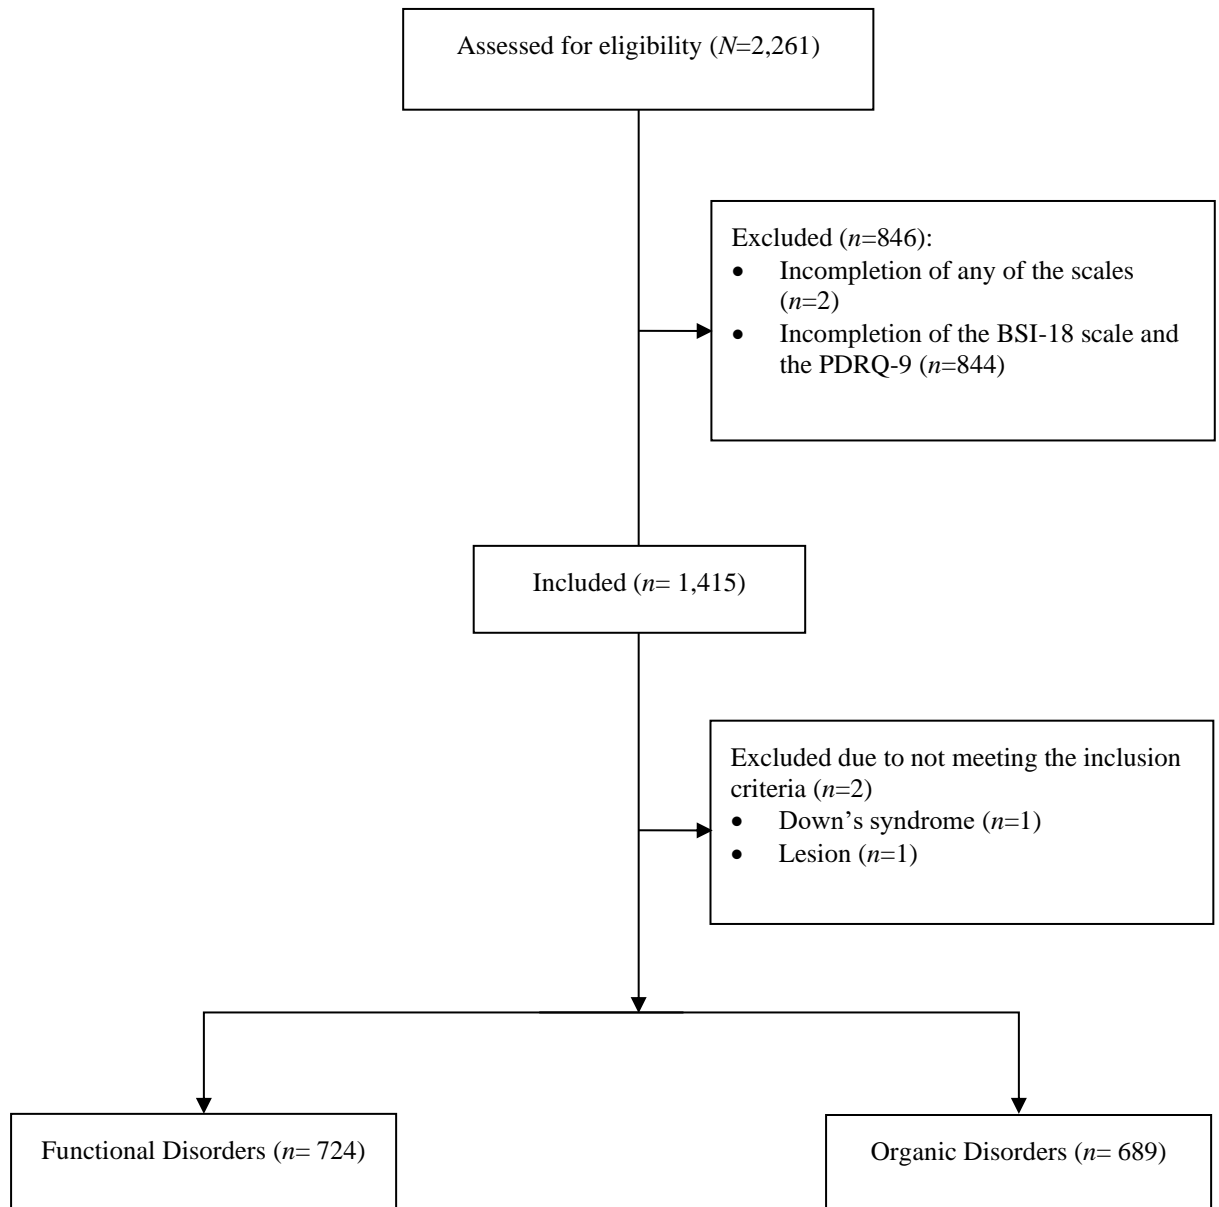 Assessed for eligibility (N=2,261)
Excluded (n=846):
• Incompletion of any of the scales
(n=2)
• Incompletion of the BSI-18 scale and
the PDRQ-9 (n=844)
Included (n= 1,415)
Excluded due to not meeting the inclusion
criteria (n=2)
• Down’s syndrome (n=1)
• Lesion (n=1)
Functional Disorders (n= 724)
Organic Disorders (n= 689)